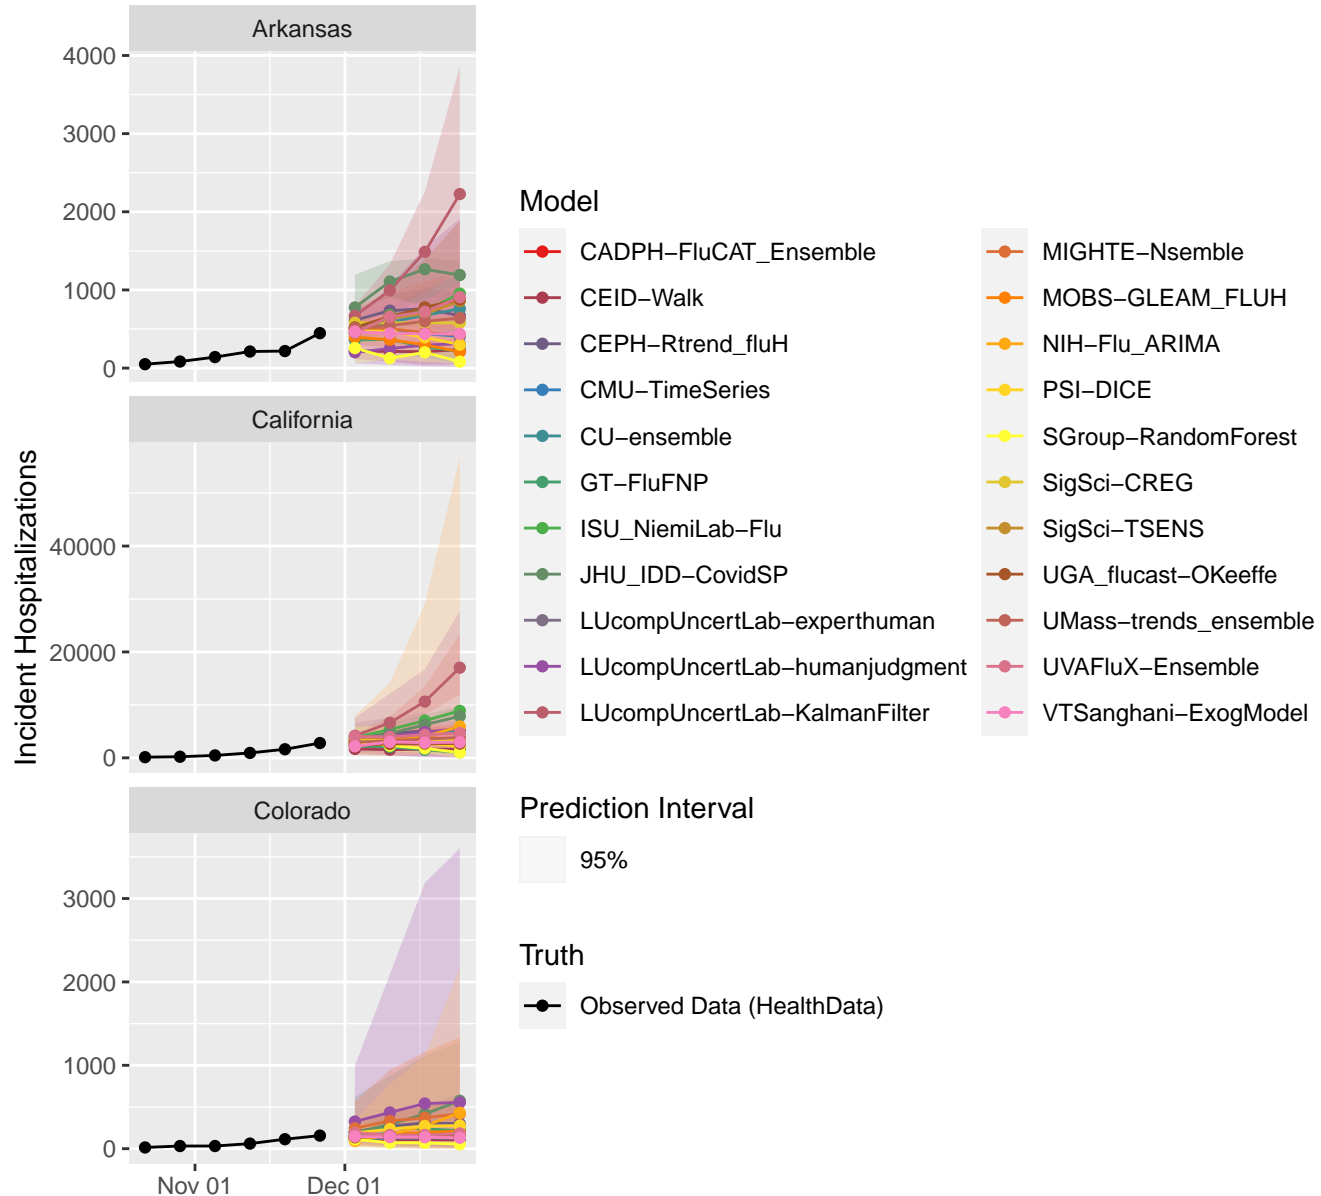 Arkansas
4000
3000
2000
1000
0
California
40000
20000
0
Colorado
3000
2000
1000
0
Nov 01
Dec 01
Incident Hospitalizations
Model
CADPH−FluCAT_Ensemble
CEID−Walk
CEPH−Rtrend_fluH
CMU−TimeSeries
CU−ensemble
GT−FluFNP
ISU_NiemiLab−Flu
JHU_IDD−CovidSP
LUcompUncertLab−experthuman
LUcompUncertLab−humanjudgment
LUcompUncertLab−KalmanFilter
MIGHTE−Nsemble
MOBS−GLEAM_FLUH
NIH−Flu_ARIMA
PSI−DICE
SGroup−RandomForest
SigSci−CREG
SigSci−TSENS
UGA_flucast−OKeeffe
UMass−trends_ensemble
UVAFluX−Ensemble
VTSanghani−ExogModel
Prediction Interval
95%
Truth
Observed Data (HealthData)